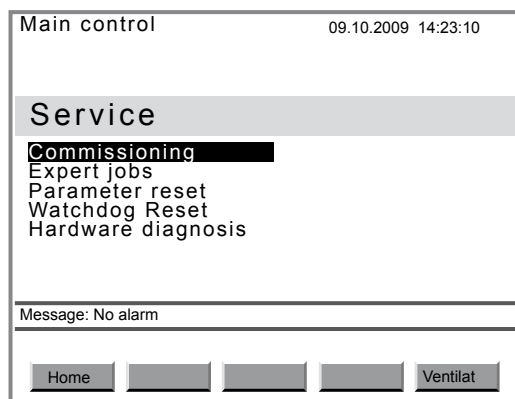 Main control 09.10.2009 14:23:10
Service
Commissioning
Expert jobs
Parameter reset
Watchdog Reset
Hardware diagnosis
Message: No alarm
Home Ventilat